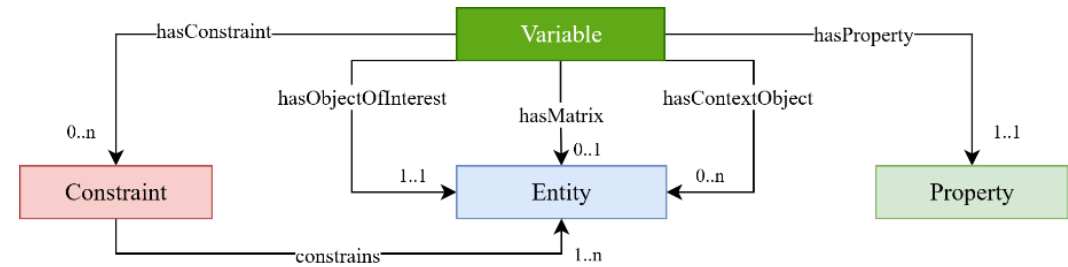 Variable
hasConstraint
hasProperty
hasObjectOfInterest
hasContextObject
hasMatrix
0..n
1..1
0..1
1..1
0..n
Constraint
Entity
Property
constrains
1..n